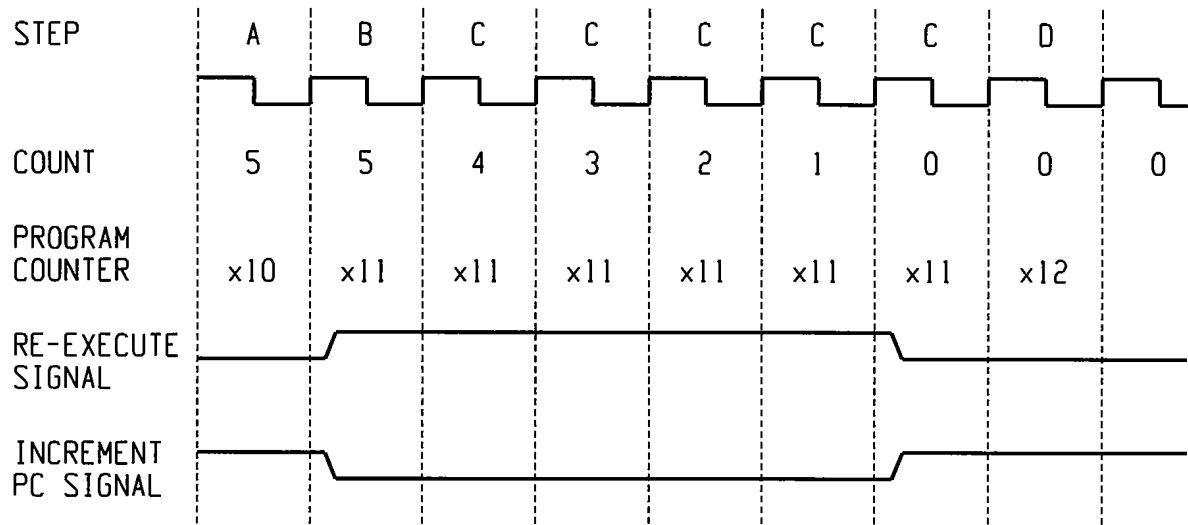 STEP A B C C C C C D
COUNT 5 5 4 3 2 1 0 0 0
PROGRAM
COUNTER x10 x11 x11 x11 x11 x11 x11 x12
RE-EXECUTE
SIGNAL
INCREMENT
PC SIGNAL